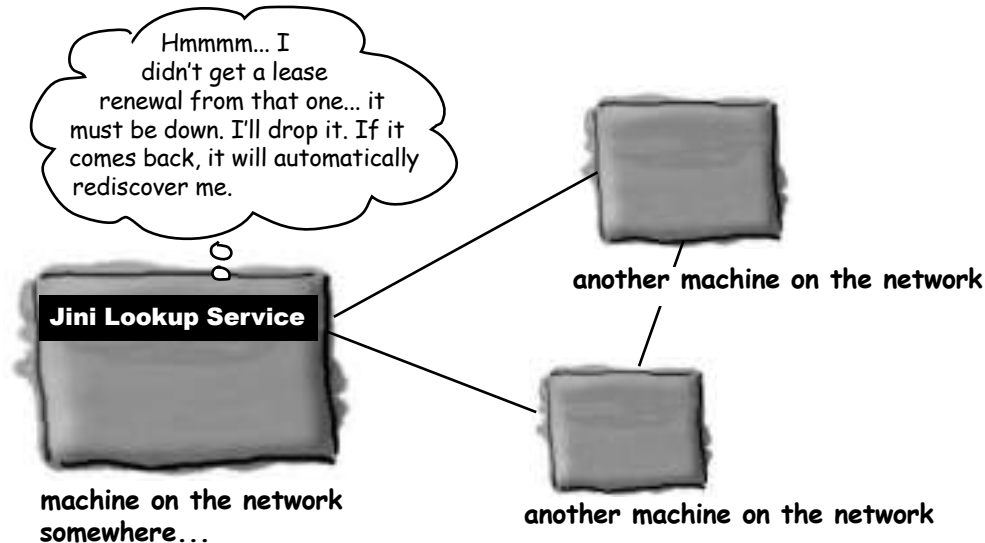 Hmmmm... I
didn't get a lease
renewal from that one... it
must be down. I'll drop it. If it
comes back, it will automatically
rediscover me.
another machine on the network
Jini Lookup Service
machine on the network
somewhere...
another machine on the network